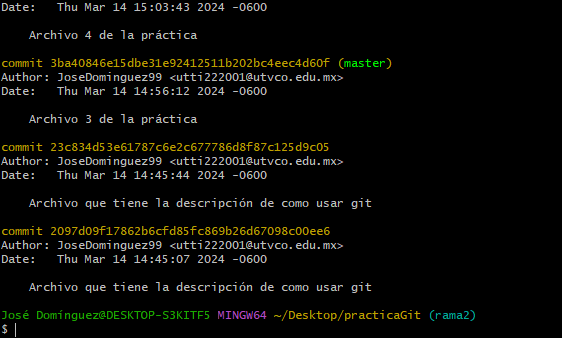 Date:   Thu Mar 14 15:03:43 2024 -0600
Archivo 4 de la práctica
commit 3ba40846e15dbe31e92412511b202bc4eec4d60f (master)
Author: JoseDominguez99 <utti222001@utvco.edu.mx>
Date:   Thu Mar 14 14:56:12 2024 -0600
Archivo 3 de la práctica
commit 23c834d53e61787c6e2c677786d8f87c125d9c05
Author: JoseDominguez99 <utti222001@utvco.edu.mx>
Date:   Thu Mar 14 14:45:44 2024 -0600
Archivo que tiene la descripción de como usar git
commit 2097d09f17862b6cfd85fc869b26d67098c00ee6
Author: JoseDominguez99 <utti222001@utvco.edu.mx>
Date:   Thu Mar 14 14:45:07 2024 -0600
Archivo que tiene la descripción de como usar git
José Domínguez@DESKTOP-S3KITF5 MINGW64 ~/Desktop/practicaGit (rama2)
$